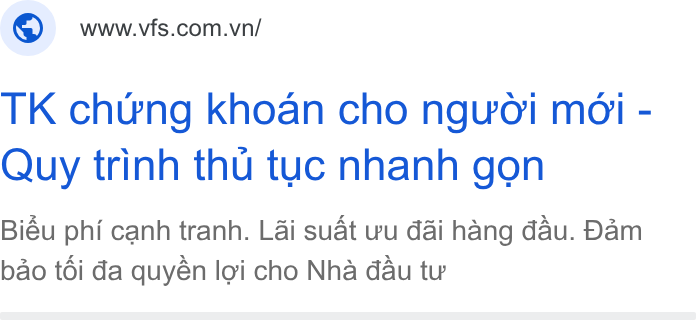 www.vfs.com.vn/
TK chứng khoán cho người mới -
Quy trình thủ tục nhanh gọn
Biểu phí cạnh tranh. Lãi suất ưu đãi hàng đầu. Đảm
bảo tối đa quyền lợi cho Nhà đầu tư